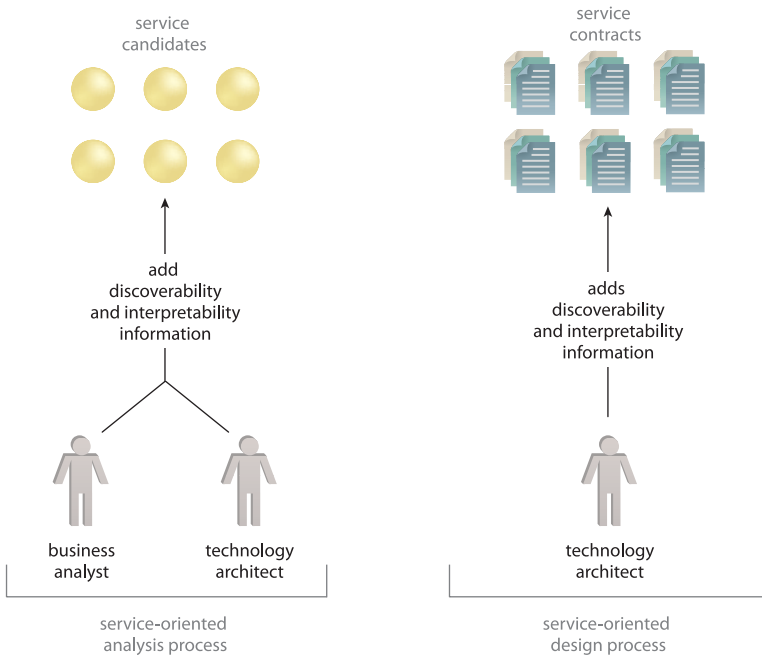 service
candidates
add
discoverability
and interpretability
information
business
analyst
technology
architect
service-oriented
analysis process
service
contracts
adds
discoverability
and interpretability
information
technology
architect
service-oriented
design process